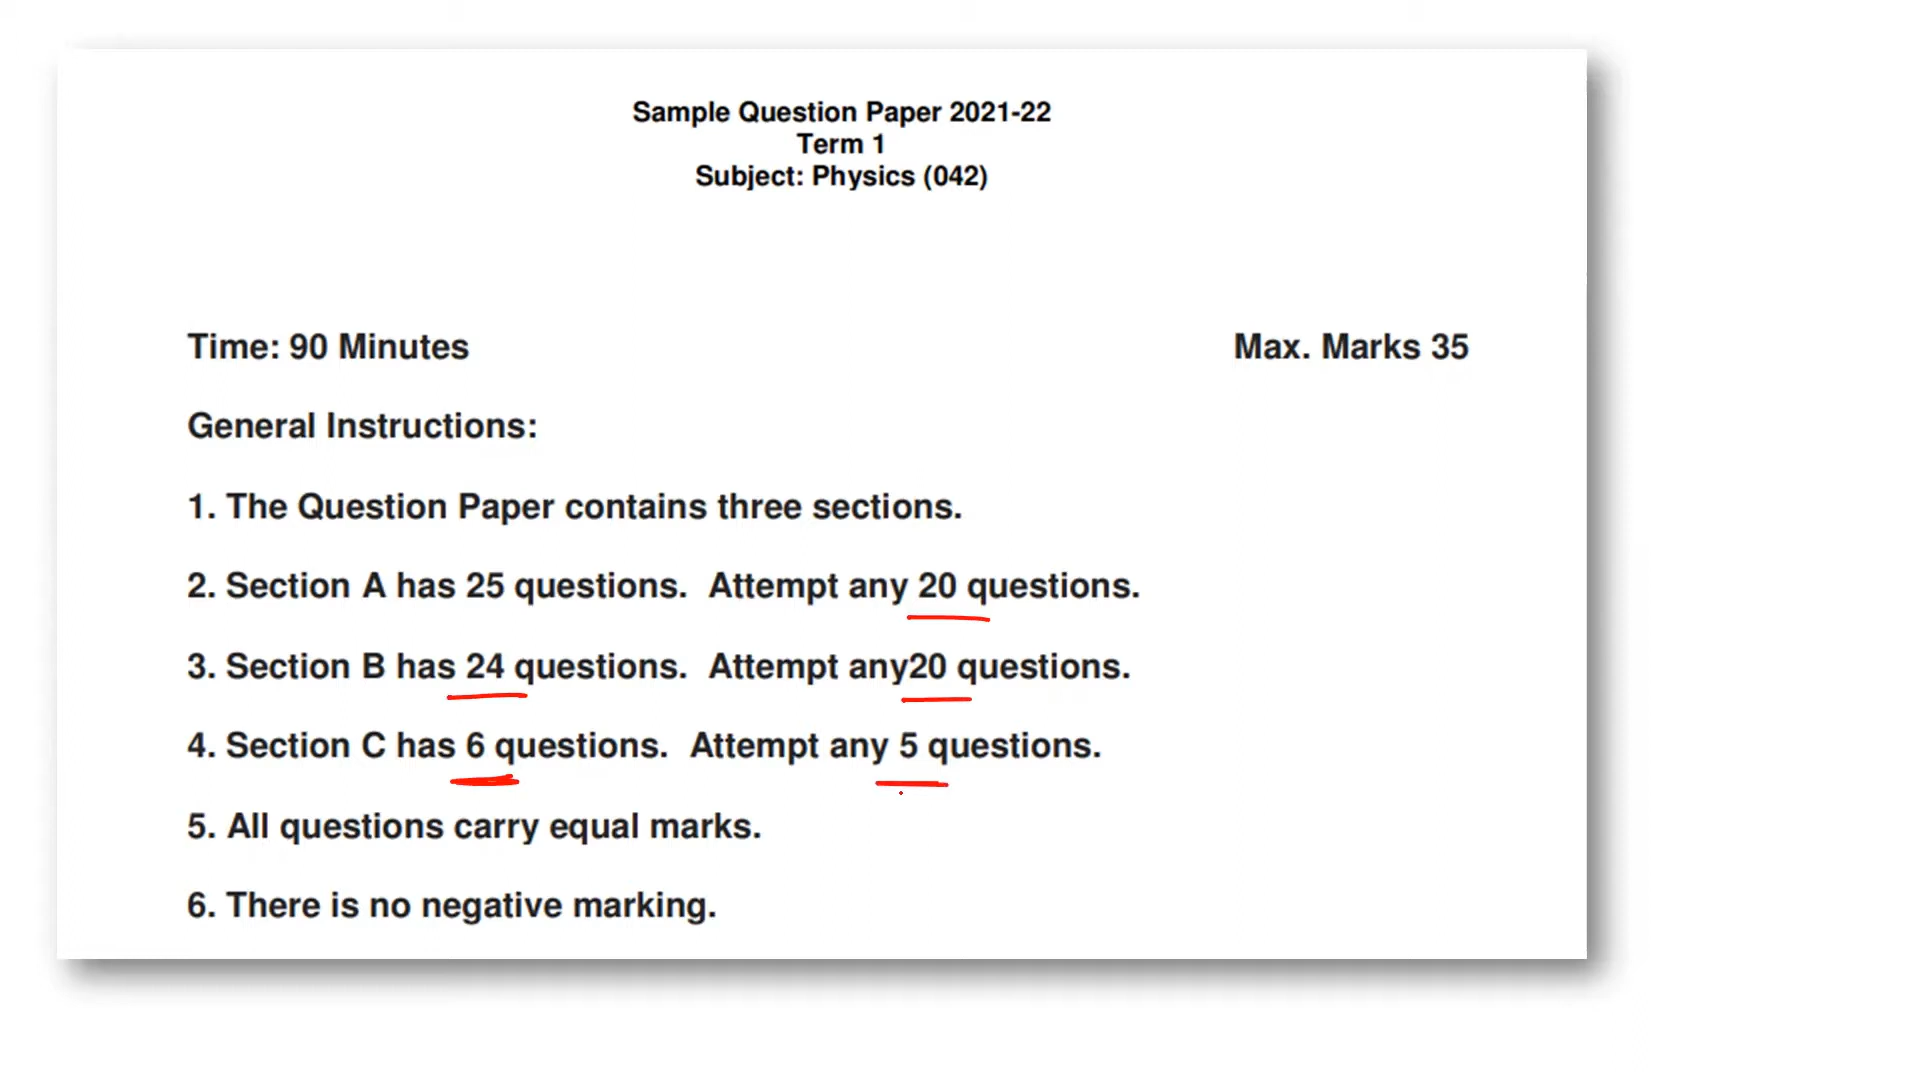 Sample Question Paper 2021-22
Term 1
Subject: Physics (042)
Time: 90 Minutes Max. Marks 35
General Instructions:
1. The Question Paper contains three sections.
2. Section A has 25 questions. Attempt any 20 questions.
3. Section B has 24 questions. Attempt any20 questions.
4. Section C has 6 questions. Attempt any 5 questions.
5. All questions carry equal marks.
6. There is no negative marking.